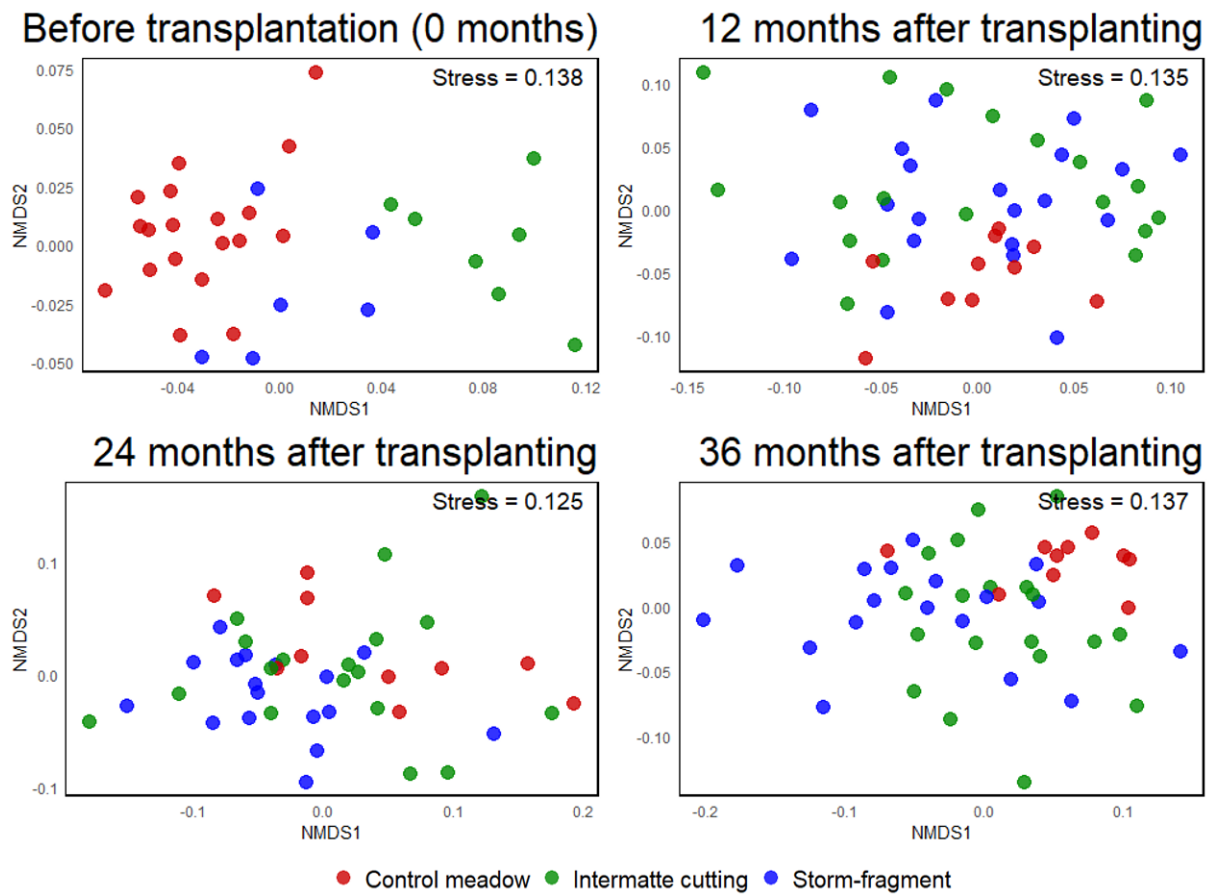 Before transplantation (0 months)
Stress = 0.138
0.075
0.050
0.025
0.000
-0.025
-0.050
NMDS2
-0.04
0.00
0.04
0.08
0.12
NMDS1
12 months after transplanting
Stress = 0.135
0.10
0.05
0.00
-0.05
-0.10
NMDS2
-0.15
-0.10
-0.05
0.00
0.05
0.10
NMDS1
24 months after transplanting
Stress = 0.125
0.1
0.0
-0.1
NMDS2
-0.1
0.0
0.1
0.2
NMDS1
36 months after transplanting
Stress = 0.137
0.05
0.00
-0.05
-0.10
NMDS2
-0.2
-0.1
0.0
0.1
NMDS1
Control meadow
Intermatte cutting
Storm-fragment